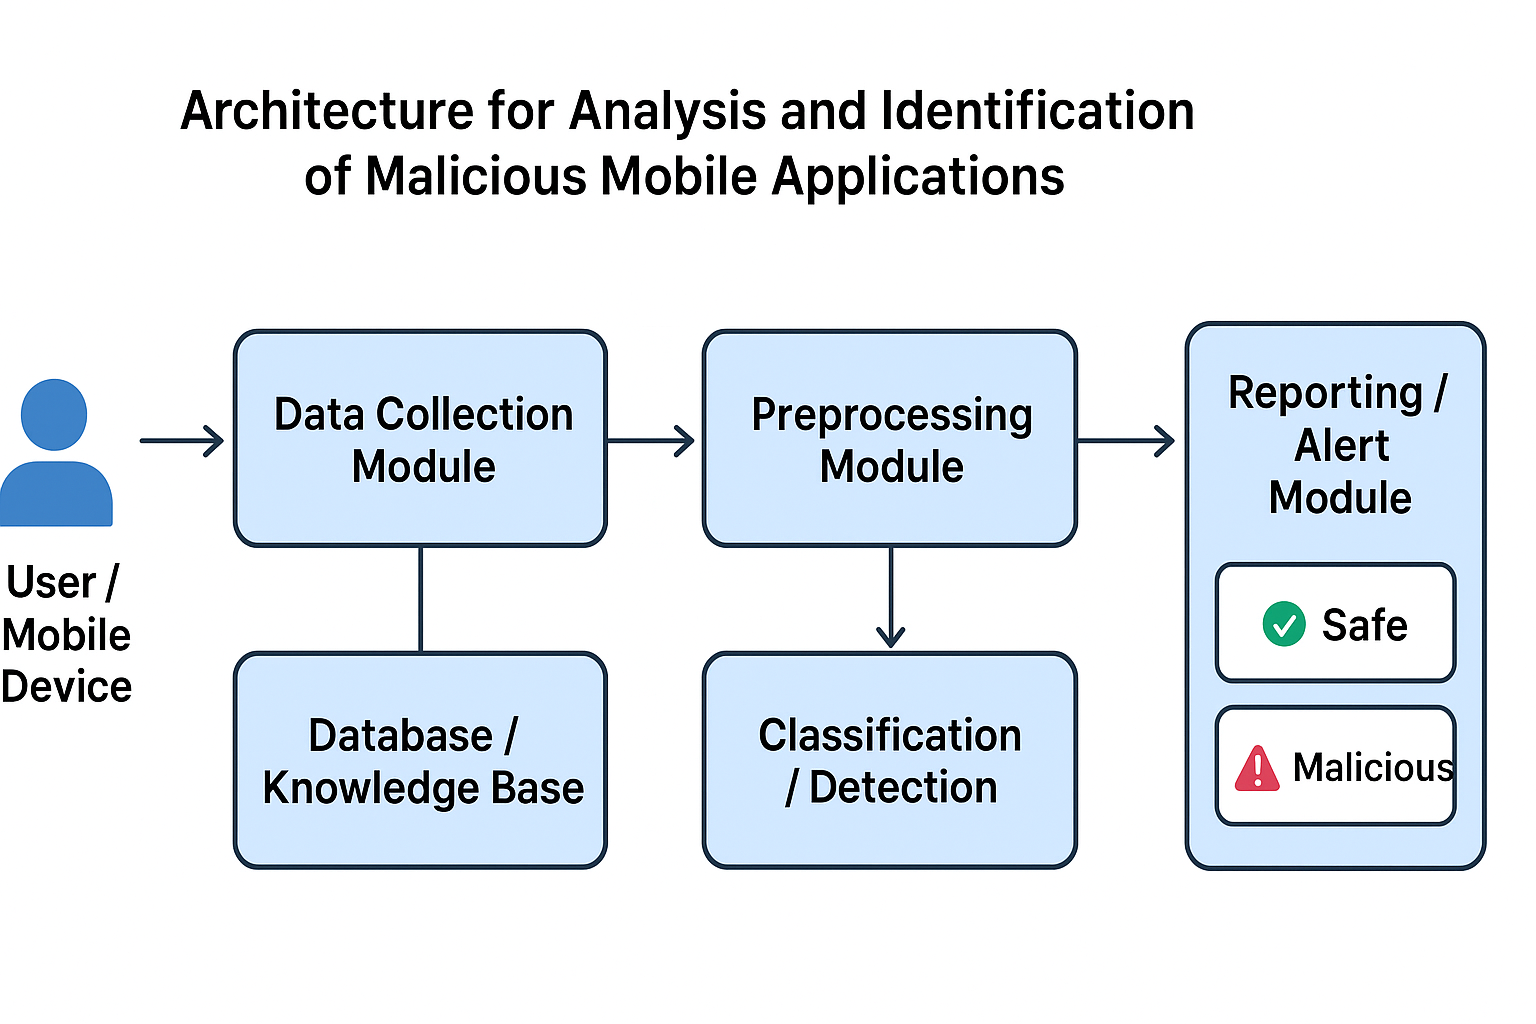 Architecture for Analysis and Identification
of Malicious Mobile Applications
User /
Mobile
Device
Data Collection
Module
Preprocessing
Module
Reporting /
Alert
Module
Safe
Malicious
Database /
Knowledge Base
Classification
/ Detection